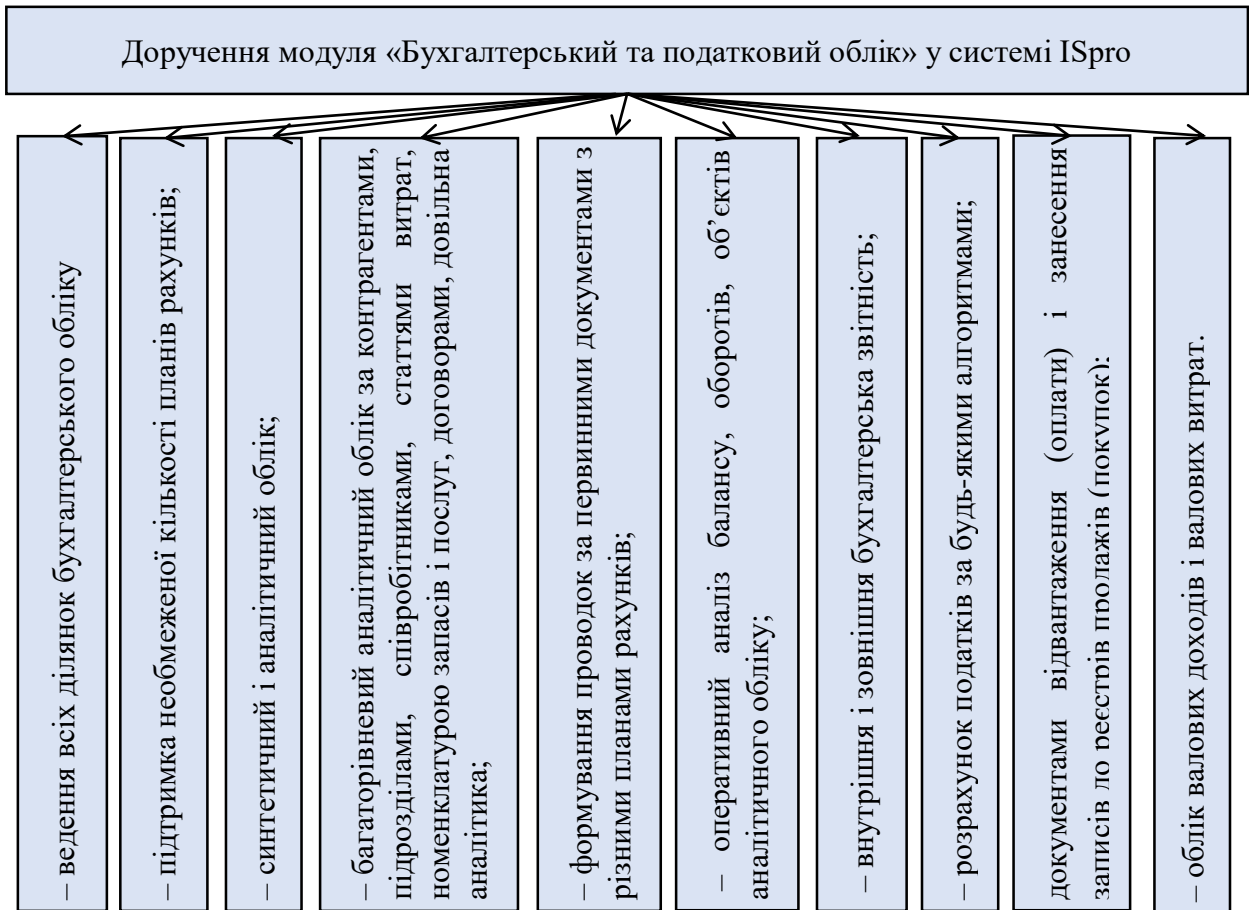 Доручення модуля «Бухгалтерський та податковий облік» у системі ISpro
– ведення всіх ділянок бухгалтерського обліку
– підтримка необмеженої кількості планів рахунків;
– синтетичний і аналітичний облік;
– багаторівневий аналітичний облік за контрагентами,
підрозділами, співробітниками, статтями витрат,
номенклатурою запасів і послуг, договорами, довільна
аналітика;
– формування проводок за первинними документами з
різними планами рахунків;
– оперативний аналіз балансу, оборотів, об’єктів
аналітичного обліку;
– внутрішня і зовнішня бухгалтерська звітність;
– розрахунок податків за будь-якими алгоритмами;
документами відвантаження (оплати) і занесення
записів до реєстрів продажів (покупок);
– облік валових доходів і валових витрат.